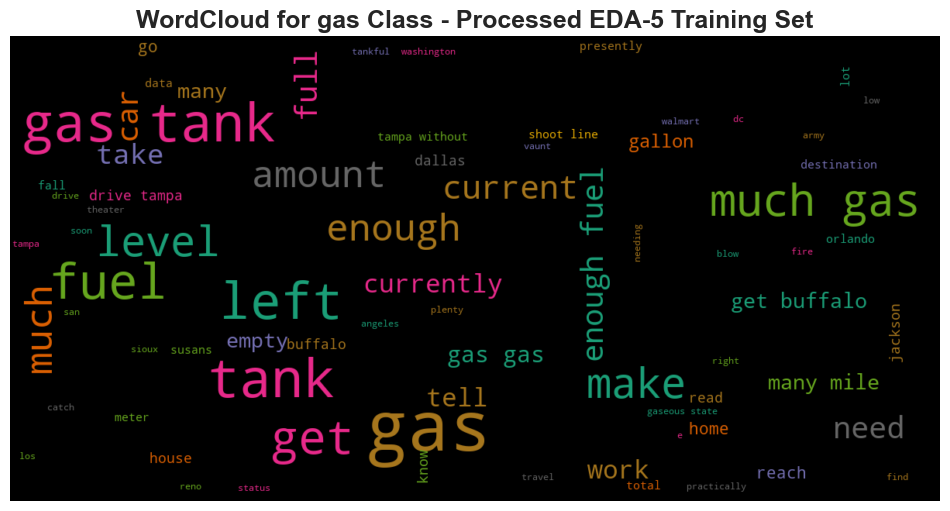 WordCloud for gas Class - Processed EDA-5 Training Set
go
tankful
washington
presently
full
data
many
lot
low
gas tank
car
take
tampa without
shoot line
vaunt
walmart
dc
gallon
army
amount
dallas
current
destination
fall
drive
drive tampa
theater
enough
enough fuel
much gas
tampa
soon
level
needing
blow
fire
orlando
fuel
left
currently
get buffalo
san
plenty
much
angeles
empty
buffalo
jackson
sioux
susans
gas gas
right
tank
make
many mile
catch
tell
read
gaseous state
meter
get
gas
e
home
need
los
house
know
work
reach
travel
find
reno
status
total
practically